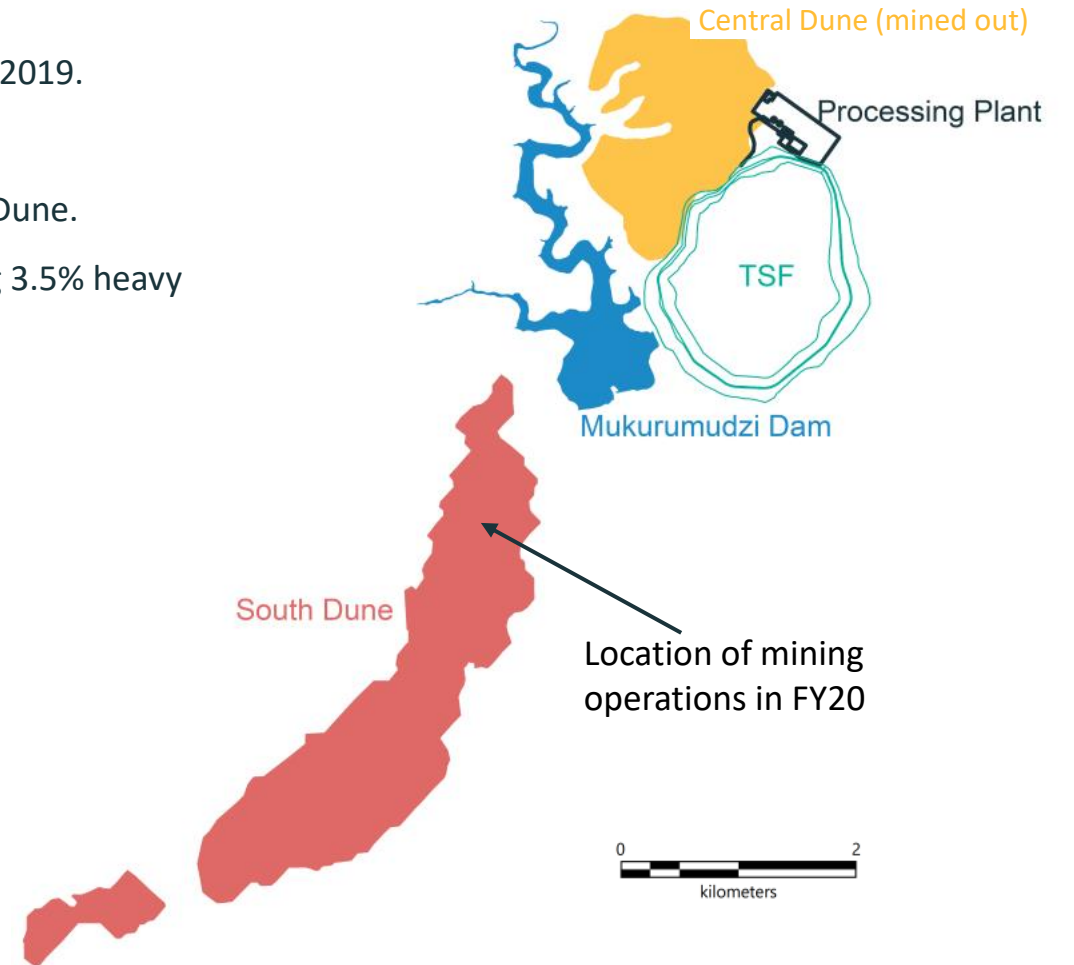 Central Dune (mined out)
2019.
Processing Plant
Dune.
3.5% heavy
TSF
Mukurumudzi Dam
South Dune
Location of mining
operations in FY20
0 2
kilometers